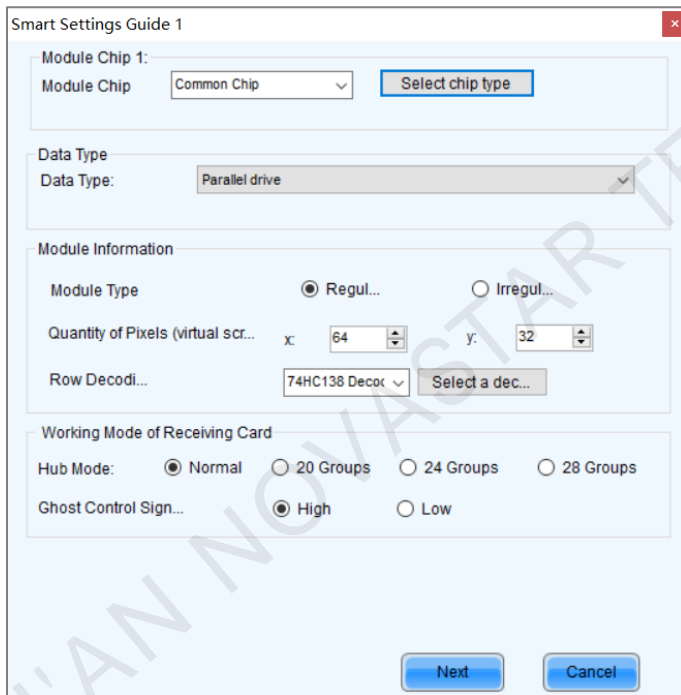 Smart Settings Guide 1
Module Chip 1:
Module Chip Common Chip Select chip type
Data Type
Data Type: Parallel drive
Module Information
Module Type Regul... Irregul...
Quantity of Pixels (virtual scr... x: 64 y: 32
Row Decodi... 74HC138 Decoc Select a dec...
Working Mode of Receiving Card
Hub Mode: Normal 20 Groups 24 Groups 28 Groups
Ghost Control Sign... High Low
Next Cancel
I'AN NOVASTAR TE